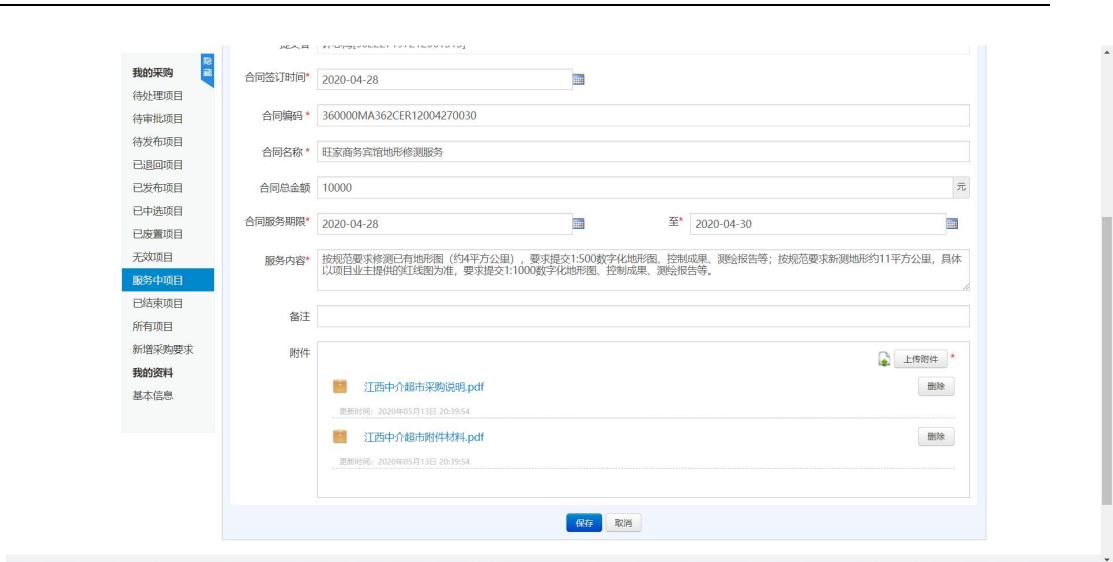 隐藏
我的采购
待处理项目
待审批项目
待发布项目
已退回项目
已发布项目
已中选项目
已废置项目
无效项目
服务中项目
已结束项目
所有项目
新增采购要求
我的资料
基本信息
合同签订时间* 2020-04-28
合同编码 * 360000MA362CER12004270030
合同名称 * 旺家商务宾馆地形修测服务
合同总金额 10000 元
合同服务期限* 2020-04-28 至* 2020-04-30
服务内容* 按规范要求修测已有地形图（约4平方公里），要求提交1:500数字化地形图、控制成果、测绘报告等；按规范要求新测地形约11平方公里，具体
以项目业主提供的红线图为准，要求提交1:1000数字化地形图、控制成果、测绘报告等。
备注
附件
上传附件 *
江西中介超市采购说明.pdf 删除
更新时间：2020年05月13日 20:39:54
江西中介超市附件材料.pdf 删除
更新时间：2020年05月13日 20:39:54
保存 取消